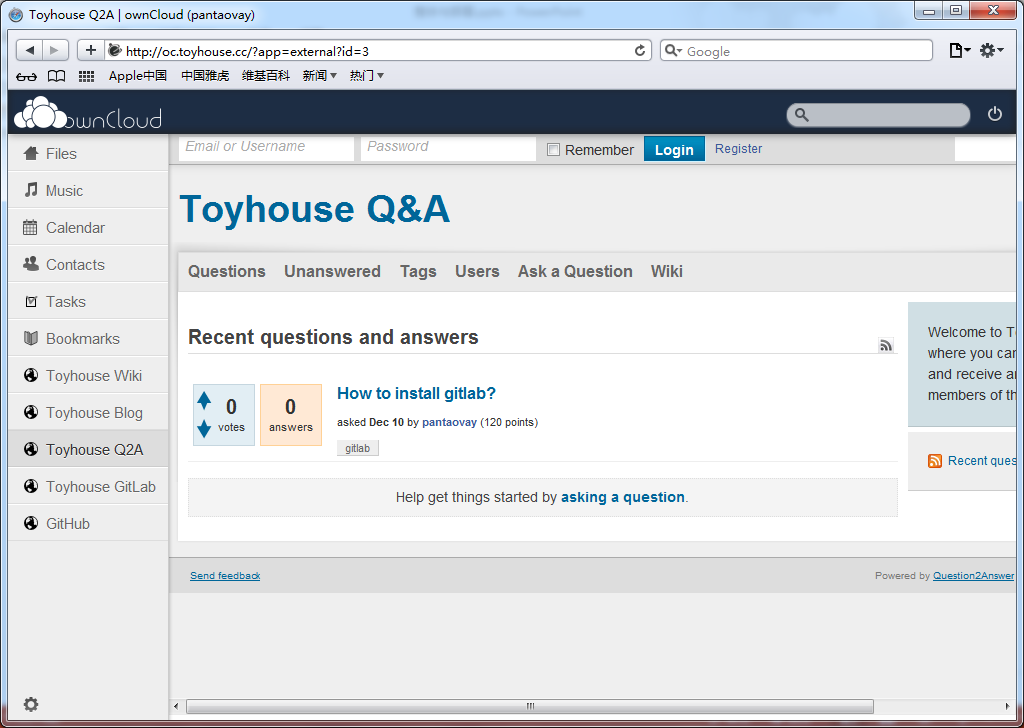 Toyhouse Q2A | ownCloud (pantaovay)
http://oc.toyhouse.cc/?app=external?id=3
Google
Apple中国 中国雅虎 维基百科 新闻 热门
ownCloud
Files
Music
Calendar
Contacts
Tasks
Bookmarks
Toyhouse Wiki
Toyhouse Blog
Toyhouse Q2A
Toyhouse GitLab
GitHub
Email or Username Password Remember Login Register
Toyhouse Q&A
Questions Unanswered Tags Users Ask a Question Wiki
Recent questions and answers
0 votes
0 answers
How to install gitlab?
asked Dec 10 by pantaovay (120 points)
gitlab
Help get things started by asking a question.
Welcome to T
where you car
and receive a
members of th
Recent ques
Send feedback
Powered by Question2Answer